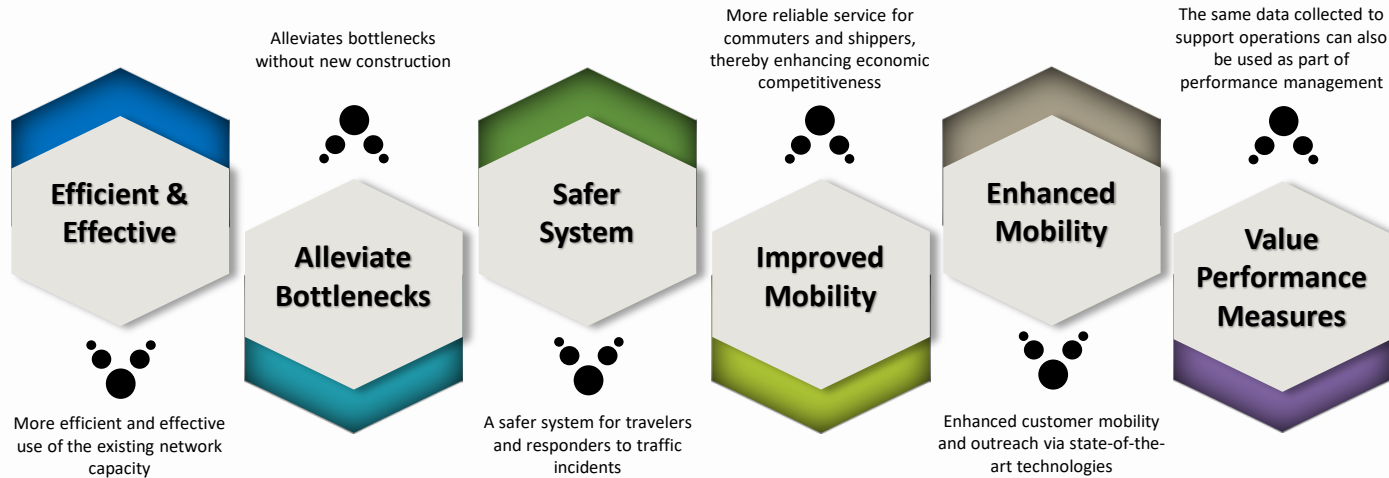 Efficient &
Effective
More efficient and effective
use of the existing network
capacity
Alleviates bottlenecks
without new construction
Alleviate
Bottlenecks
Safer
System
A safer system for travelers
and responders to traffic
incidents
More reliable service for
commuters and shippers,
thereby enhancing economic
competitiveness
Improved
Mobility
Enhanced
Mobility
Enhanced customer mobility
and outreach via state-of-the-
art technologies
The same data collected to
support operations can also
be used as part of
performance management
Value
Performance
Measures